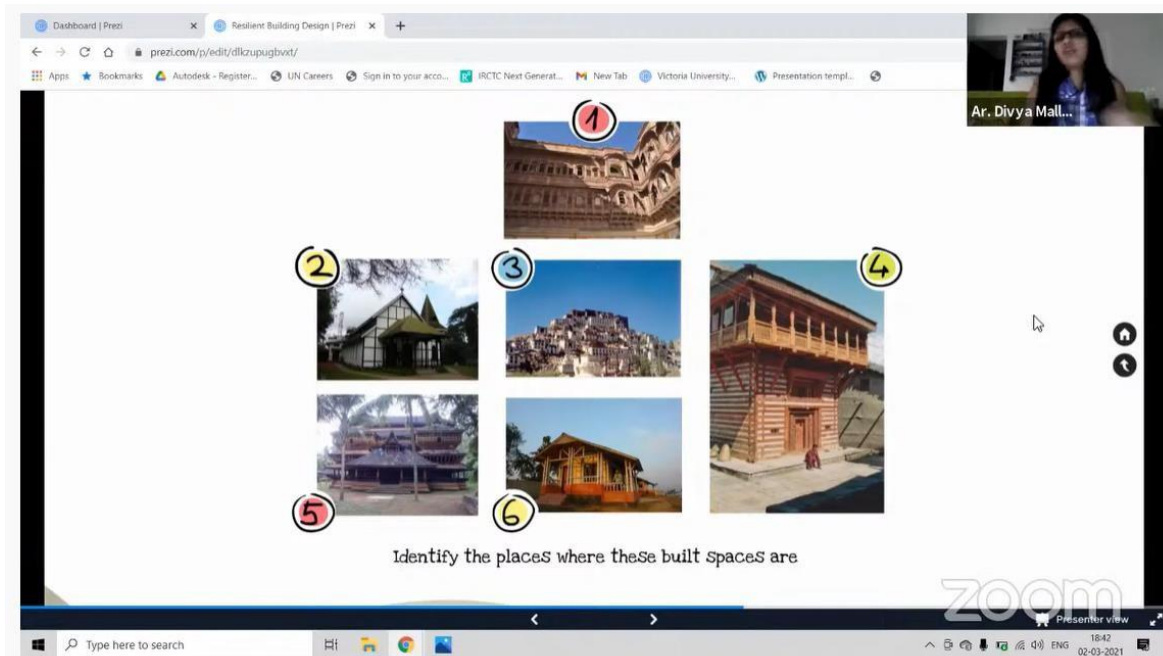 Dashboard | Prezi
Resilient Building Design | Prezi
prezi.com/p/edit/dlkzupugbvxt/
Apps Bookmarks Autodesk - Register... UN Careers Sign in to your acco... IRCTC Next Generat... New Tab Victoria University... Presentation templ...
Ar. Divya Mall...
1
2
3
4
5
6
Identify the places where these built spaces are
zoom
Presenter view
Type here to search
ENG
18:42
02-03-2021